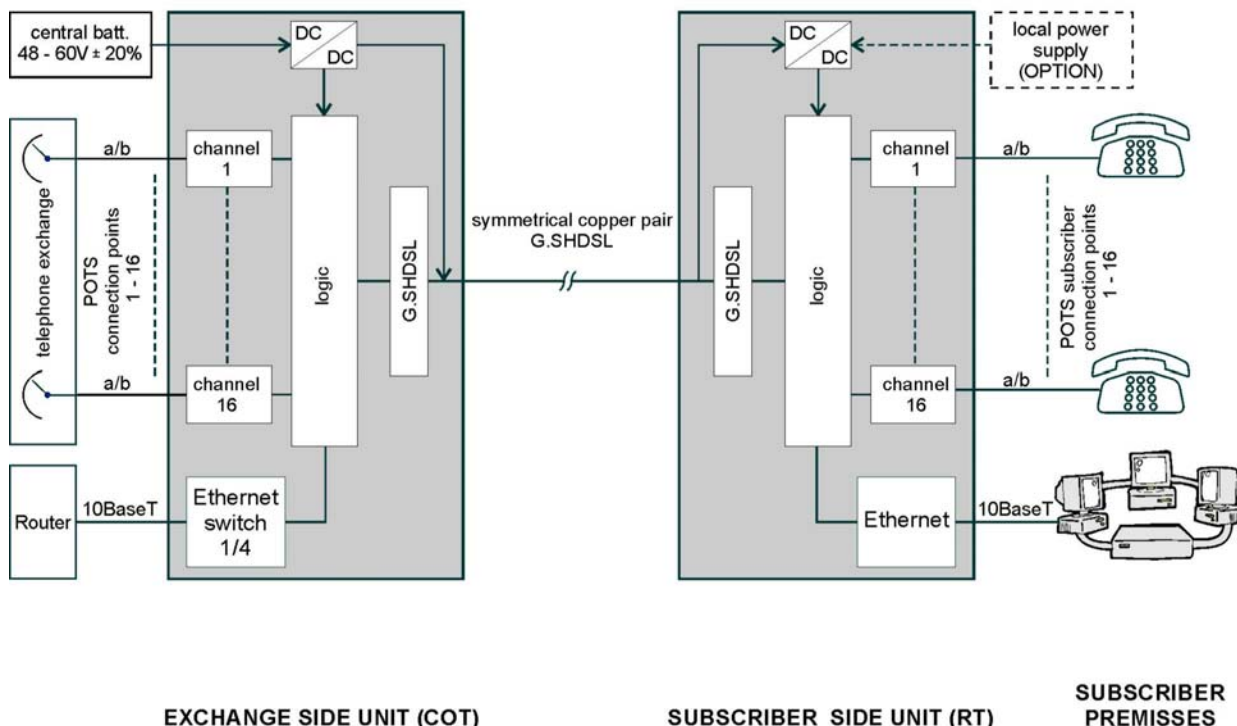 central batt.
48 - 60V ± 20%
DC
DC
telephone exchange
a/b
POTS
connection points
1 - 16
a/b
channel
1
channel
16
logic
G.SHDSL
Router
10BaseT
Ethernet
switch
1/4
symmetrical copper pair
G.SHDSL
DC
DC
local power
supply
(OPTION)
G.SHDSL
logic
channel
1
channel
16
a/b
POTS subscriber
connection points
1 - 16
a/b
Ethernet
10BaseT
EXCHANGE SIDE UNIT (COT)
SUBSCRIBER SIDE UNIT (RT)
SUBSCRIBER
PREMISSES